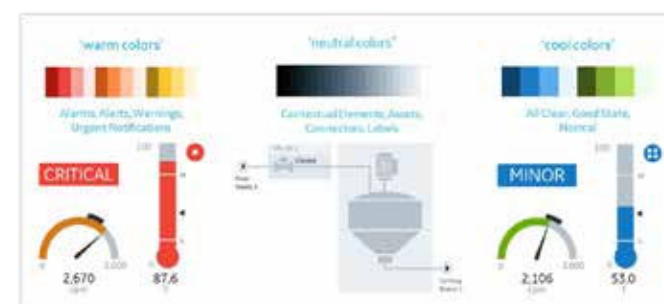 'warm colors'
Alarms, Alerts, Warnings,
Urgent Notifications
CRITICAL
100
0
3,000
2,670
rpm
87.6
'neutral colors'
Contextual Elements, Assets,
Connectors, Labels
Closed
'cool colors'
All Clear, Good State,
Normal
MINOR
100
0
3,000
2,106
53.0